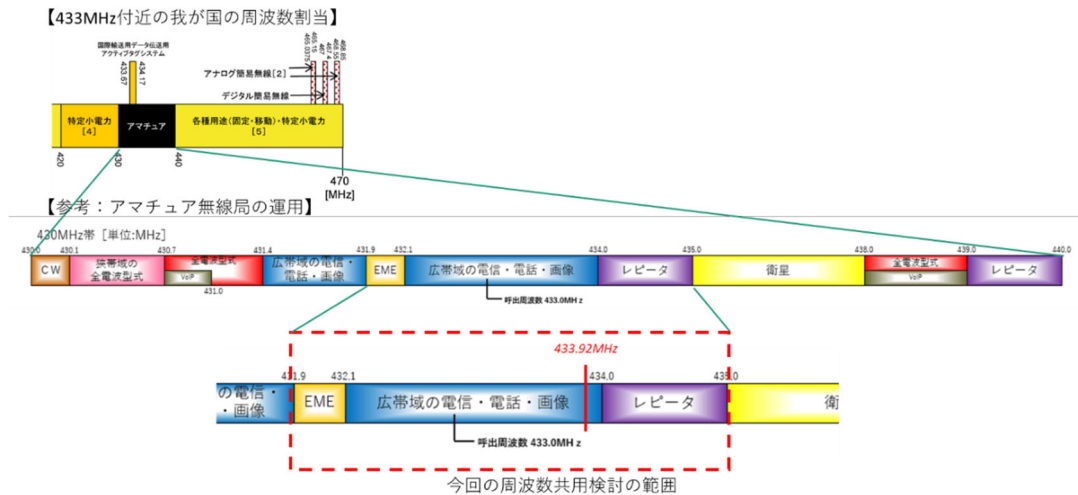 【433MHz付近の我が国の周波数割当】
国際輸送用データ伝送用
アクティブタグシステム
433.67
434.17
465.0375
465.15
467
467.4
468.55
468.85
アナログ簡易無線[2]
デジタル簡易無線
特定小電力
[4]
アマチュア
各種用途(固定・移動)・特定小電力
[5]
420
430
440
470
[MHz]
【参考：アマチュア無線局の運用】
430MHz帯［単位:MHz］
430.0
430.1
430.7
431.4
431.9
432.1
434.0
435.0
438.0
439.0
440.0
CW
狭帯域の
全電波型式
全電波型式
VoIP
431.0
広帯域の電信・
電話・画像
EME
広帯域の電信・電話・画像
レピータ
衛星
全電波型式
VoIP
レピータ
呼出周波数 433.0MHz
433.92MHz
431.9
432.1
434.0
435.0
の電信・
・画像
EME
広帯域の電信・電話・画像
レピータ
衛
呼出周波数 433.0MHz
今回の周波数共用検討の範囲